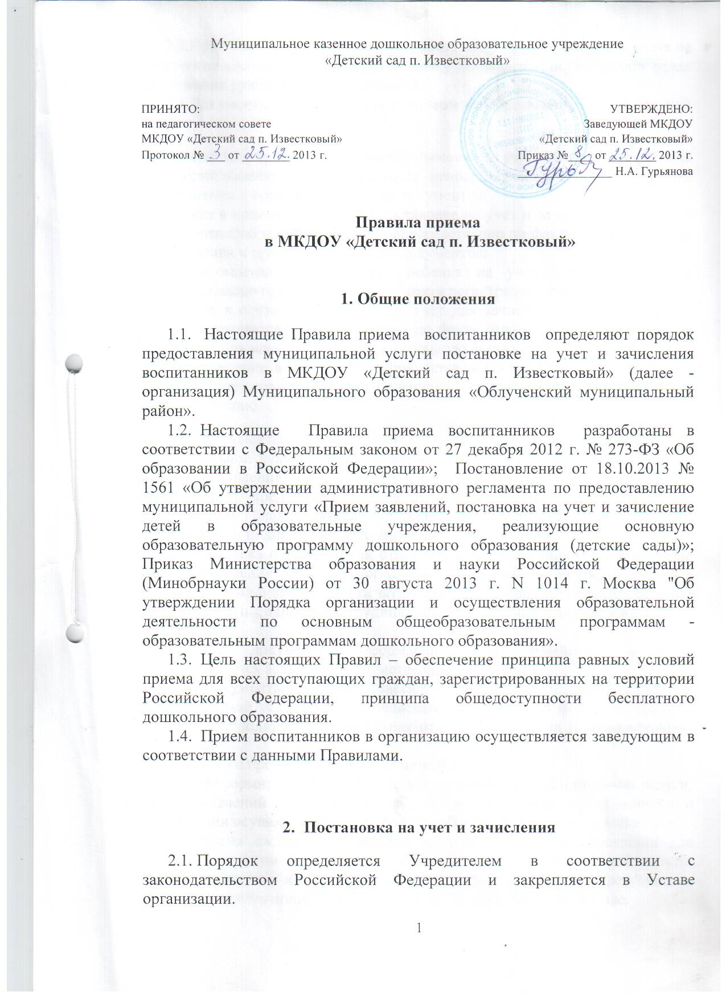 Муниципальное казенное дошкольное образовательное учреждение
«Детский сад п. Известковый»
ПРИНЯТО:
на педагогическом совете
МКДОУ «Детский сад п. Известковый»
Протокол № 3 от 25.12. 2013 г.
УТВЕРЖДЕНО:
Заведующей МКДОУ
«Детский сад п. Известковый»
Приказ № 8 от 25.12. 2013 г.
Н.А. Гурьянова
Правила приема
в МКДОУ «Детский сад п. Известковый»
1. Общие положения
1.1. Настоящие Правила приема воспитанников определяют порядок
предоставления муниципальной услуги постановке на учет и зачисления
воспитанников в МКДОУ «Детский сад п. Известковый» (далее -
организация) Муниципального образования «Облученский муниципальный
район».
1.2. Настоящие Правила приема воспитанников разработаны в
соответствии с Федеральным законом от 27 декабря 2012 г. № 273-ФЗ «Об
образовании в Российской Федерации»; Постановление от 18.10.2013 №
1561 «Об утверждении административного регламента по предоставлению
муниципальной услуги «Прием заявлений, постановка на учет и зачисление
детей в образовательные учреждения, реализующие основную
образовательную программу дошкольного образования (детские сады)»;
Приказ Министерства образования и науки Российской Федерации
(Минобрнауки России) от 30 августа 2013 г. N 1014 г. Москва "Об
утверждении Порядка организации и осуществления образовательной
деятельности по основным общеобразовательным программам -
образовательным программам дошкольного образования».
1.3. Цель настоящих Правил – обеспечение принципа равных условий
приема для всех поступающих граждан, зарегистрированных на территории
Российской Федерации, принципа общедоступности бесплатного
дошкольного образования.
1.4. Прием воспитанников в организацию осуществляется заведующим в
соответствии с данными Правилами.
2. Постановка на учет и зачисления
2.1. Порядок определяется Учредителем в соответствии с
законодательством Российской Федерации и закрепляется в Уставе
организации.
1